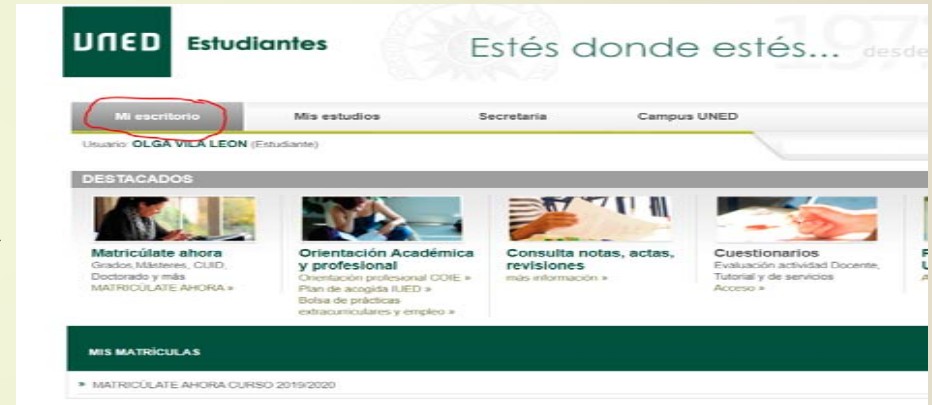 UNED Estudiantes
Estés donde estés... desde
Mi escritorio Mis estudios Secretaría Campus UNED
Usuario: OLGA VILA LEON (Estudiante)
DESTACADOS
Matricúlate ahora
Grados, Másteres, CUID,
Doctorado y más
MATRICÚLATE AHORA »
Orientación Académica
y profesional
Orientación profesional COIE »
Plan de acogida IUED »
Bolsa de prácticas
extracurriculares y empleo »
Consulta notas, actas,
revisiones
más información »
Cuestionarios
Evaluación actividad Docente,
Tutorial y de servicios
Acceso »
MIS MATRÍCULAS
» MATRICÚLATE AHORA CURSO 2019/2020